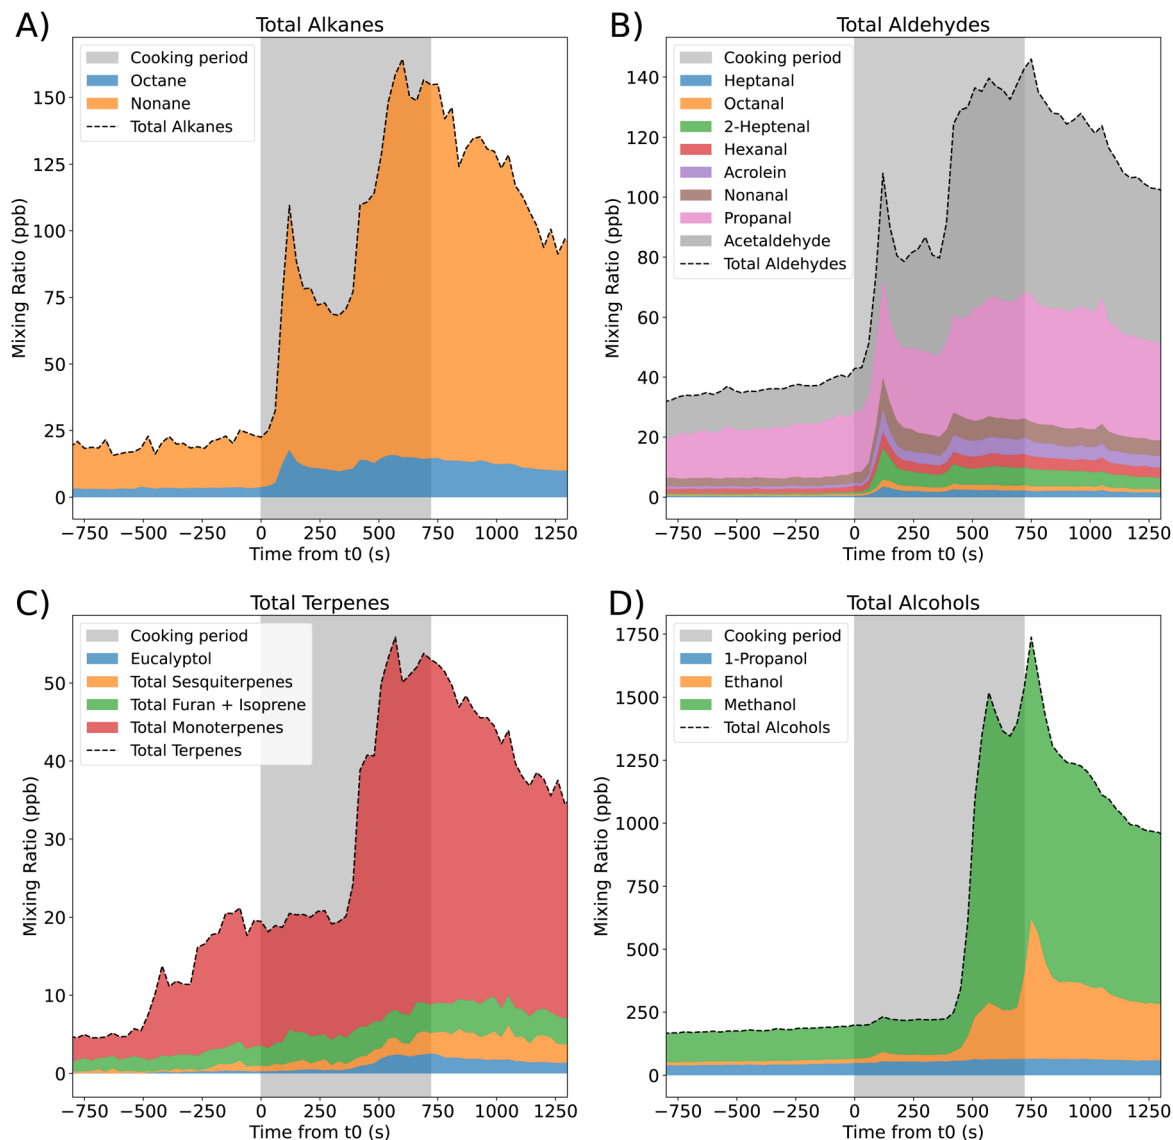 A)
Total Alkanes
Cooking period
Octane
Nonane
Total Alkanes
Mixing Ratio (ppb)
150
125
100
75
50
25
0
−750 −500 −250 0 250 500 750 1000 1250
Time from t0 (s)
B)
Total Aldehydes
Cooking period
Heptanal
Octanal
2-Heptenal
Hexanal
Acrolein
Nonanal
Propanal
Acetaldehyde
Total Aldehydes
Mixing Ratio (ppb)
140
120
100
80
60
40
20
0
−750 −500 −250 0 250 500 750 1000 1250
Time from t0 (s)
C)
Total Terpenes
Cooking period
Eucalyptol
Total Sesquiterpenes
Total Furan + Isoprene
Total Monoterpenes
Total Terpenes
Mixing Ratio (ppb)
50
40
30
20
10
0
−750 −500 −250 0 250 500 750 1000 1250
Time from t0 (s)
D)
Total Alcohols
Cooking period
1-Propanol
Ethanol
Methanol
Total Alcohols
Mixing Ratio (ppb)
1750
1500
1250
1000
750
500
250
0
−750 −500 −250 0 250 500 750 1000 1250
Time from t0 (s)